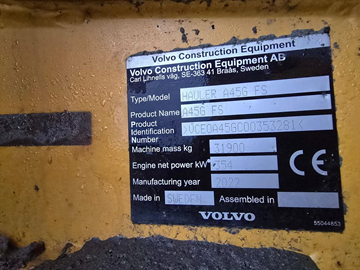 Volvo Construction Equipment
Volvo Construction Equipment AB
Carl Lihnells väg, SE-363 41 Braås, Sweden
Type/Model HAULER A45G FS
Product Name A45G FS
Product
Identification
Number
Machine mass kg 31900
Engine net power kW 354
Manufacturing year 2022
Made in SWEDEN Assembled in
CE
VOLVO
55044853